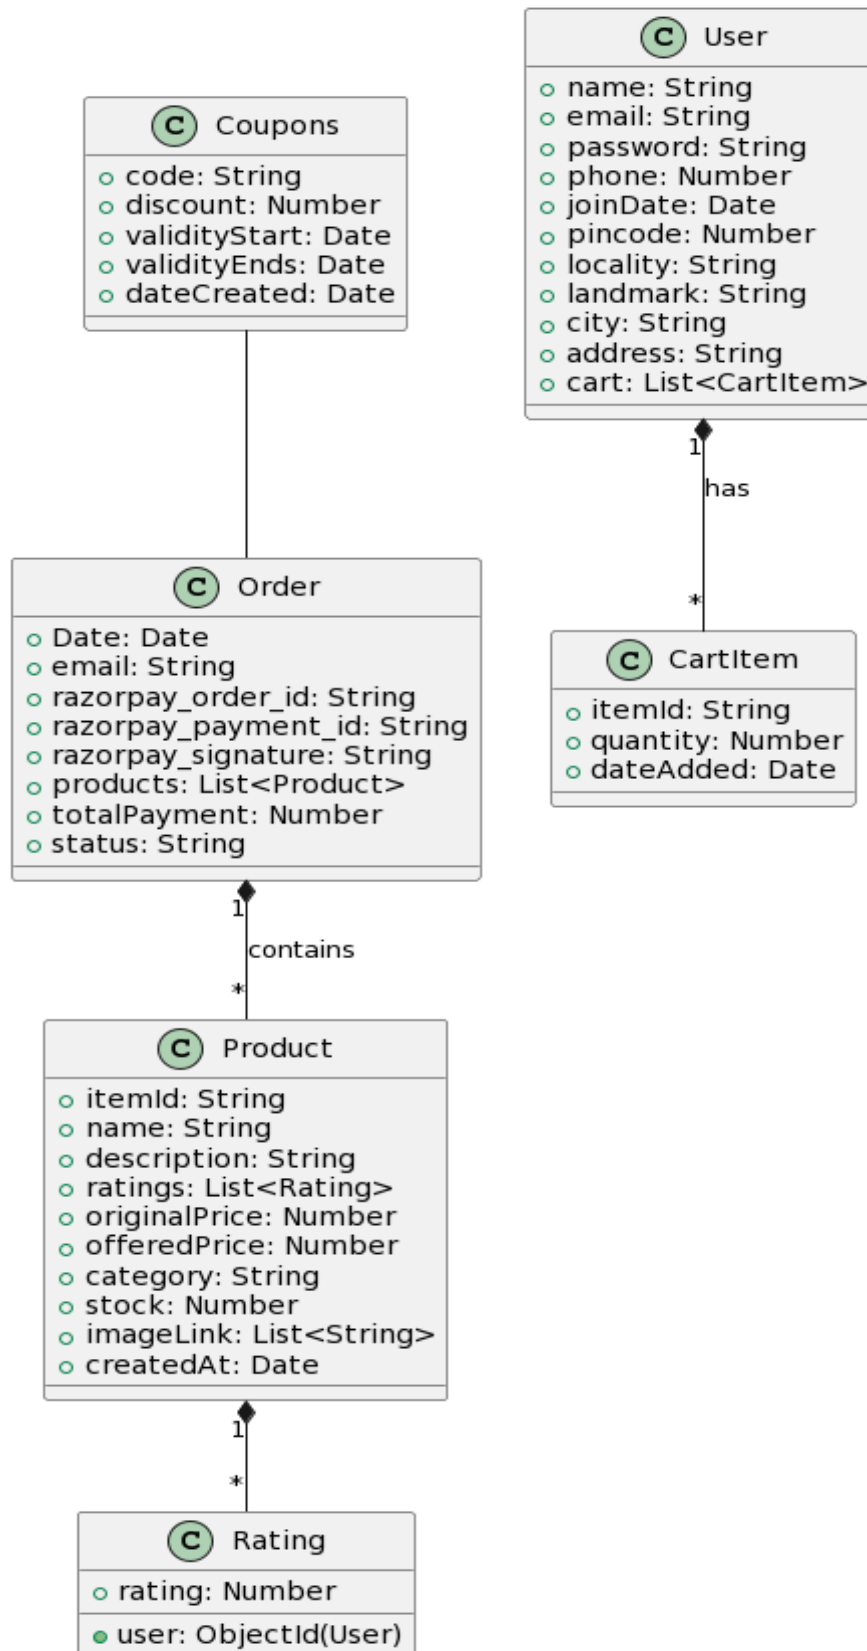 C Coupons
code: String
discount: Number
validityStart: Date
validityEnds: Date
dateCreated: Date
C User
name: String
email: String
password: String
phone: Number
joinDate: Date
pincode: Number
locality: String
landmark: String
city: String
address: String
cart: List<CartItem>
1
has
*
C Order
Date: Date
email: String
razorpay_order_id: String
razorpay_payment_id: String
razorpay_signature: String
products: List<Product>
totalPayment: Number
status: String
C CartItem
itemId: String
quantity: Number
dateAdded: Date
1
contains
*
C Product
itemId: String
name: String
description: String
ratings: List<Rating>
originalPrice: Number
offeredPrice: Number
category: String
stock: Number
imageLink: List<String>
createdAt: Date
1
*
C Rating
rating: Number
user: ObjectId(User)